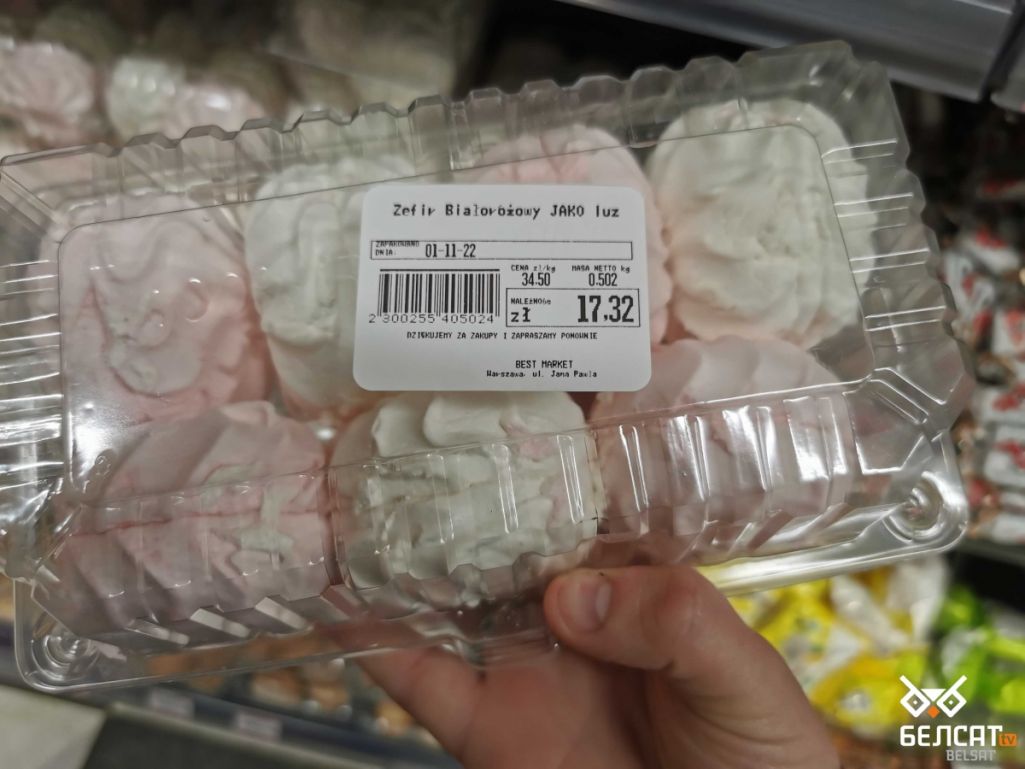 Zefir Białoróżowy JAKO luz
ZAPAKOWANO
DNIA: 01-11-22
CENA zł/kg MASA NETTO kg
34.50 0.502
NALEŻNOŚĆ
zł 17,32
2 300255 405024
DZIĘKUJEMY ZA ZAKUPY I ZAPRASZAMY PONOWNIE
BEST MARKET
Warszawa, ul. Jana Pawla
БЕЛСАТ tv
BELSAT